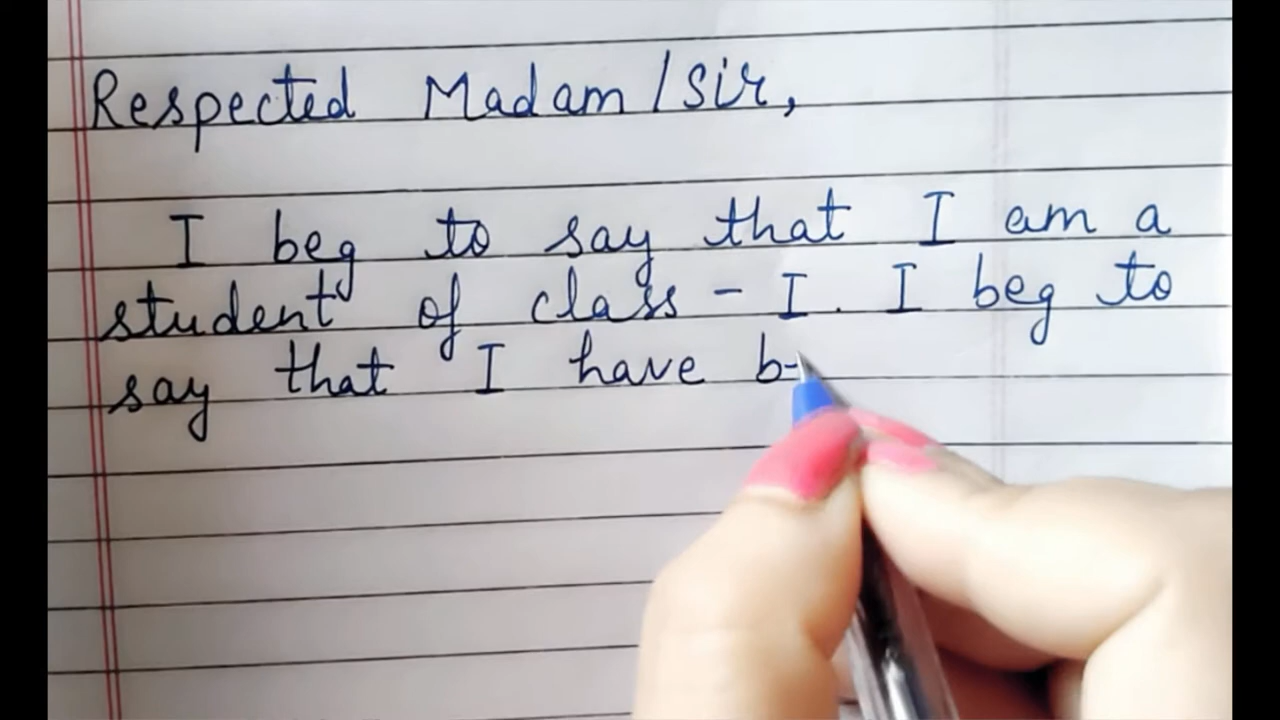 Respected Madam/Sir,
I beg to say that I am a
student of class - I. I beg to
say that I have b